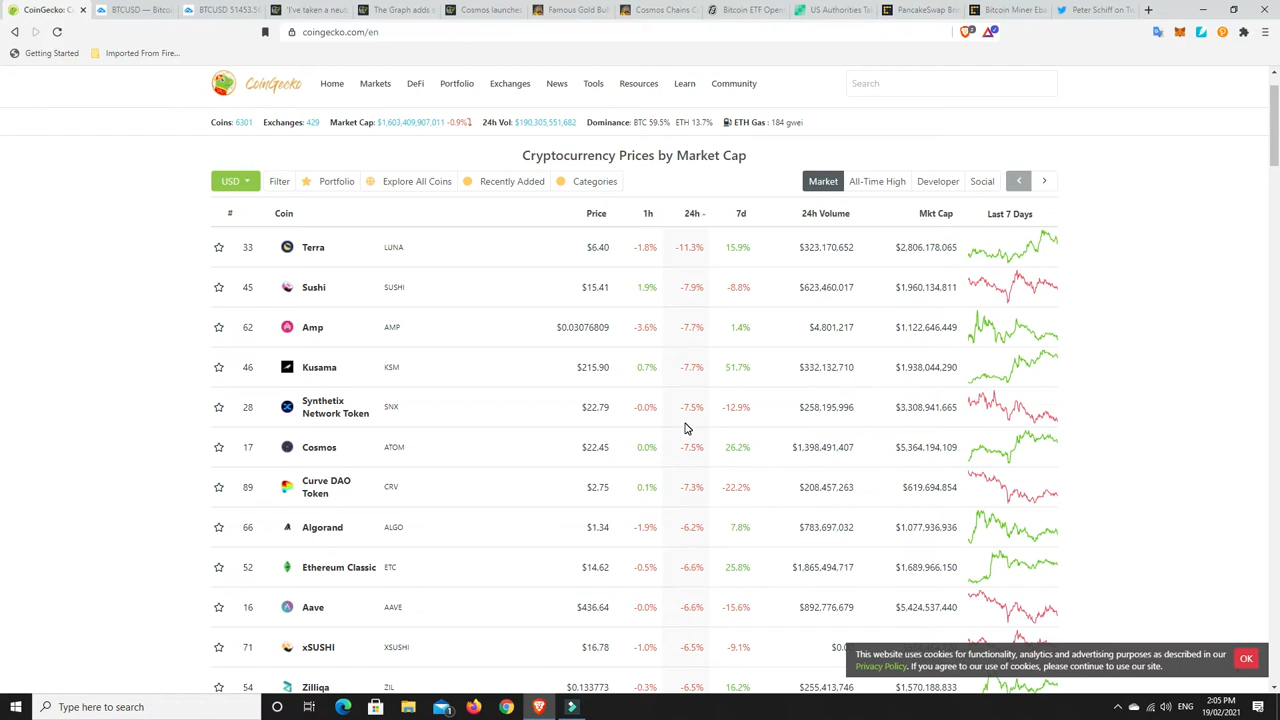 CoinGecko: Cry
BTCUSD — Bitco
BTCUSD 51453.50
'I've taken a neut
The Graph adds s
Cosmos launches
Famous Gold Bul
Cosmos Chains C
Bitcoin ETF Open
US Authorities Ta
PancakeSwap Brin
Bitcoin Miner Eba
Peter Schiff on Tw
coingecko.com/en
Getting Started Imported From Fire...
CoinGecko Home Markets DeFi Portfolio Exchanges News Tools Resources Learn Community Search
Coins: 6301 Exchanges: 429 Market Cap: $1,603,409,907,011 -0.9% 24h Vol: $190,305,551,682 Dominance: BTC 59.5% ETH 13.7% ETH Gas : 184 gwei
Cryptocurrency Prices by Market Cap
USD Filter Portfolio Explore All Coins Recently Added Categories Market All-Time High Developer Social < >
# Coin Price 1h 24h 7d 24h Volume Mkt Cap Last 7 Days
33 Terra LUNA $6.40 -1.8% -11.3% 15.9% $323,170,652 $2,806,178,065
45 Sushi SUSHI $15.41 1.9% -7.9% -8.8% $623,460,017 $1,960,134,811
62 Amp AMP $0.03076809 -3.6% -7.7% 1.4% $4,801,217 $1,122,646,449
46 Kusama KSM $215.90 0.7% -7.7% 51.7% $332,132,710 $1,938,044,290
28 Synthetix Network Token SNX $22.79 -0.0% -7.5% -12.9% $258,195,996 $3,308,941,665
17 Cosmos ATOM $22.45 0.0% -7.5% 26.2% $1,398,491,407 $5,364,194,109
89 Curve DAO Token CRV $2.75 0.1% -7.3% -22.2% $208,457,263 $619,694,854
66 Algorand ALGO $1.34 -1.9% -6.2% 7.8% $783,697,032 $1,077,936,936
52 Ethereum Classic ETC $14.62 -0.5% -6.6% 25.8% $1,865,494,717 $1,689,966,150
16 Aave AAVE $436.64 -0.0% -6.6% -15.6% $892,776,679 $5,424,537,440
71 xSUSHI XSUSHI $16.78 -1.0% -6.5% -9.1% $0.0
54 Zilliqa ZIL $0.133773 -0.3% -6.5% 16.2% $255,413,746 $1,570,188,833
This website uses cookies for functionality, analytics and advertising purposes as described in our
Privacy Policy. If you agree to our use of cookies, please continue to use our site.
OK
Type here to search
ENG
2:05 PM
19/02/2021